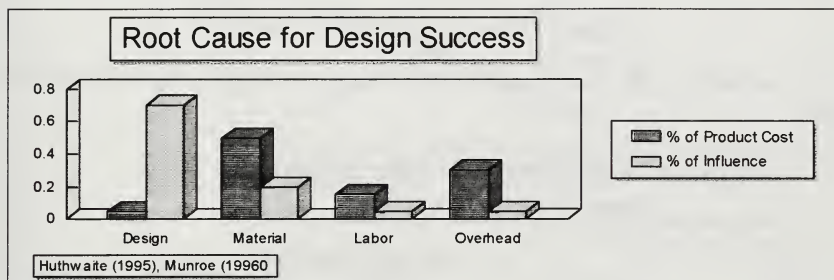 Root Cause for Design Success
0.8
0.6
0.4
0.2
0
Design Material Labor Overhead
% of Product Cost
% of Influence
Huthwaite (1995), Munroe (19960